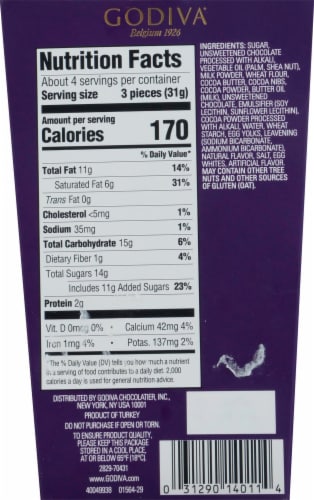 GODIVA
Belgium 1926
Nutrition Facts
About 4 servings per container
Serving size 3 pieces (31g)
Amount per serving
Calories 170
% Daily Value*
Total Fat 11g 14%
Saturated Fat 6g 31%
Trans Fat 0g
Cholesterol <5mg 1%
Sodium 35mg 1%
Total Carbohydrate 15g 6%
Dietary Fiber 1g 4%
Total Sugars 14g
Includes 11g Added Sugars 23%
Protein 2g
Vit. D 0mcg 0% • Calcium 42mg 4%
Iron 1mg 4% • Potas. 137mg 2%
*The % Daily Value (DV) tells you how much a nutrient
in a serving of food contributes to a daily diet. 2,000
calories a day is used for general nutrition advice.
INGREDIENTS: SUGAR,
UNSWEETENED CHOCOLATE
PROCESSED WITH ALKALI,
VEGETABLE OIL (PALM, SHEA NUT),
MILK POWDER, WHEAT FLOUR,
COCOA BUTTER, COCOA NIBS,
COCOA POWDER, BUTTER OIL
(MILK), UNSWEETENED
CHOCOLATE, EMULSIFIER (SOY
LECITHIN, SUNFLOWER LECITHIN),
COCOA POWDER PROCESSED
WITH ALKALI, WATER, WHEAT
STARCH, EGG YOLKS, LEAVENING
(SODIUM BICARBONATE,
AMMONIUM BICARBONATE),
NATURAL FLAVOR, SALT, EGG
WHITES, ARTIFICIAL FLAVOR.
MAY CONTAIN OTHER TREE
NUTS AND OTHER SOURCES
OF GLUTEN (OAT).
DISTRIBUTED BY GODIVA CHOCOLATIER, INC.,
NEW YORK, NY USA 10001
PRODUCT OF TURKEY
DO NOT PURCHASE IF OPEN OR TORN.
TO ENSURE PRODUCT QUALITY,
PLEASE KEEP THIS PACKAGE
STORED IN A COOL PLACE,
AT OR BELOW 65°F (18°C)
2829-70431
www.GODIVA.com
40049938 01564-29
0 31290 14011 4